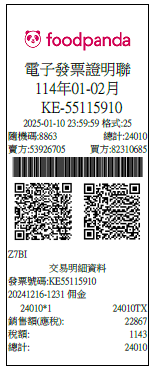 foodpanda
電子發票證明聯
114年01-02月
KE-55115910
2025-01-10 23:59:59 格式:25
隨機碼:8863 總計:24010
賣方:53926705 買方:82310685
Z7BI
交易明細資料
發票號碼:KE55115910
20241216-1231 佣金
24010*1 24010TX
銷售額(應稅): 22867
稅額: 1143
總計: 24010